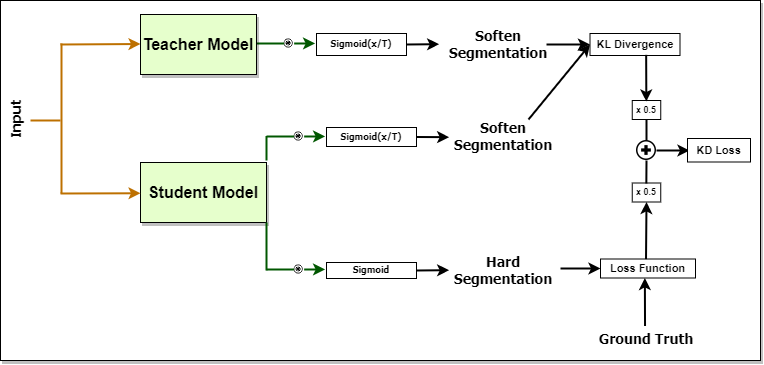 Input
Teacher Model
Sigmoid(x/T)
Soften
Segmentation
KL Divergence
x 0.5
Student Model
Sigmoid(x/T)
Soften
Segmentation
KD Loss
x 0.5
Sigmoid
Hard
Segmentation
Loss Function
Ground Truth